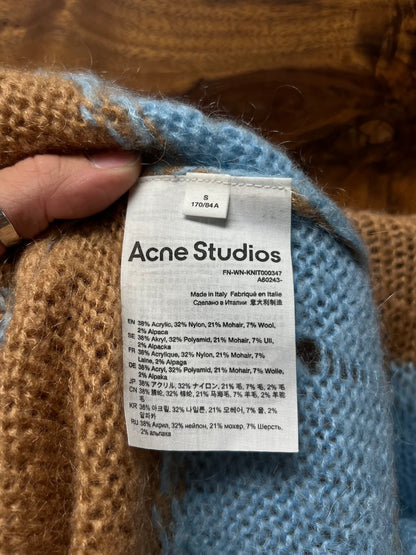 S
170/84A
Acne Studios
FN-WN-KNIT000347
A60243-
Made in Italy Fabriqué en Italie
Сделано в Италии 意大利制造
EN 38% Acrylic, 32% Nylon, 21% Mohair, 7% Wool,
2% Alpaca
SE 38% Akryl, 32% Polyamid, 21% Mohair, 7% Ull,
2% Alpacka
FR 38% Acrylique, 32% Nylon, 21% Mohair, 7%
Laine, 2% Alpaga
DE 38% Acryl, 32% Polyamid, 21% Mohair, 7% Wolle,
2% Alpaka
JP 38% アクリル, 32% ナイロン, 21% 毛, 7% 毛, 2% 毛
CN 38% 腈纶, 32% 锦纶, 21% 马海毛, 7% 羊毛, 2% 羊驼
毛
KR 38% 아크릴, 32% 나일론, 21% 모헤어, 7% 울, 2%
알파카
RU 38% Акрил, 32% нейлон, 21% мохер, 7% Шерсть,
2% альпака